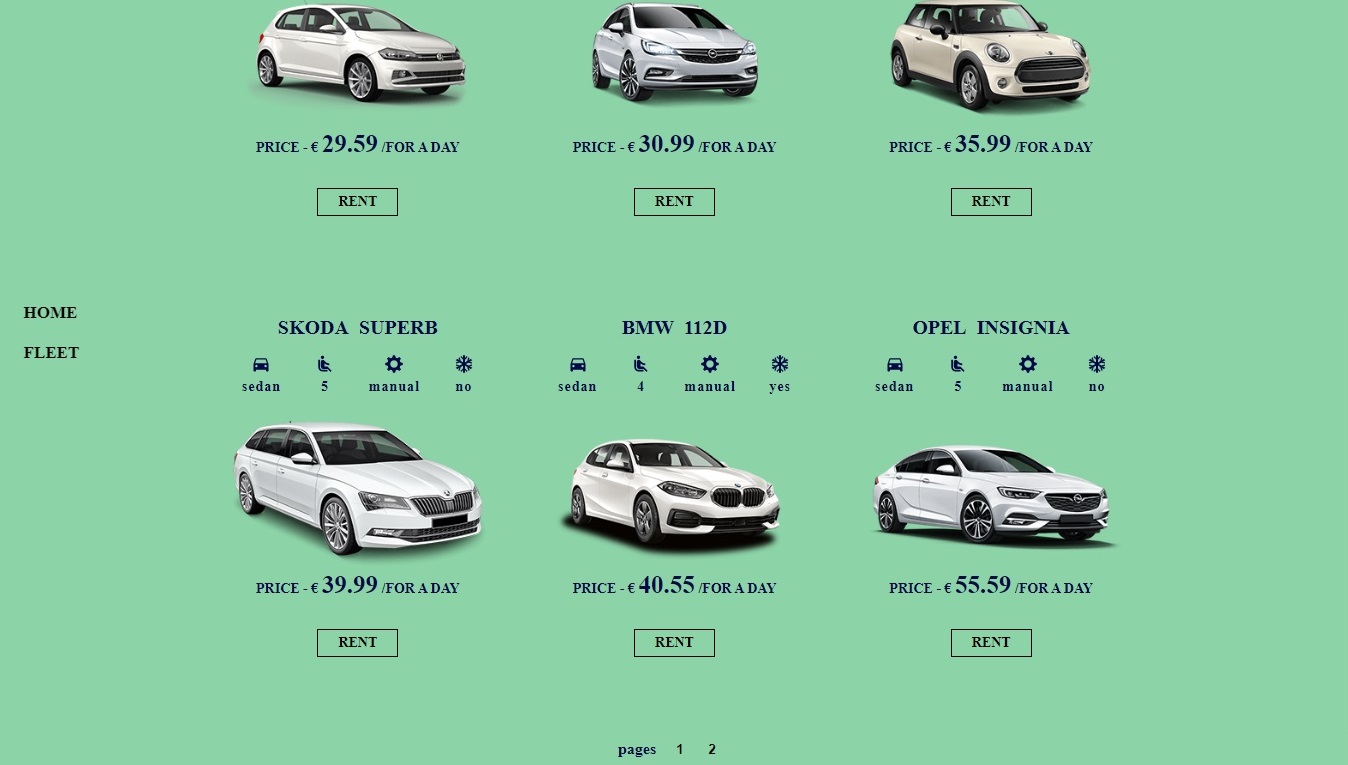 PRICE - € 29.59 /FOR A DAY
PRICE - € 30.99 /FOR A DAY
PRICE - € 35.99 /FOR A DAY
RENT
RENT
RENT
HOME
FLEET
SKODA SUPERB
BMW 112D
OPEL INSIGNIA
sedan 5 manual no
sedan 4 manual yes
sedan 5 manual no
PRICE - € 39.99 /FOR A DAY
PRICE - € 40.55 /FOR A DAY
PRICE - € 55.59 /FOR A DAY
RENT
RENT
RENT
pages 1 2